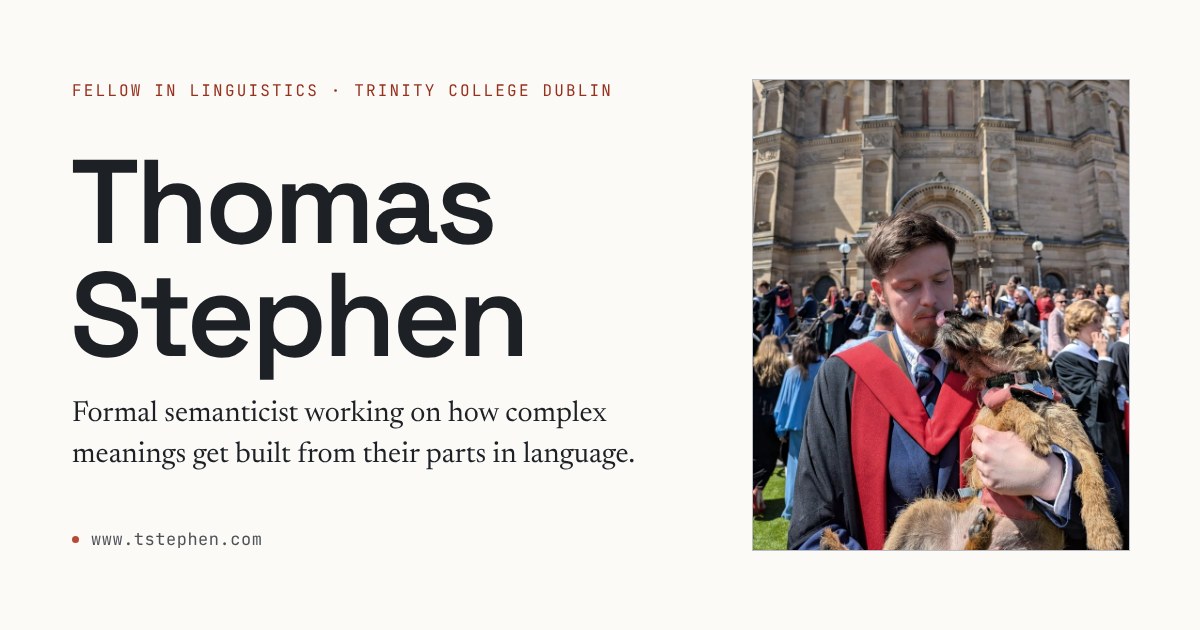 FELLOW IN LINGUISTICS · TRINITY COLLEGE DUBLIN
Thomas
Stephen
Formal semanticist working on how complex
meanings get built from their parts in language.
www.tstephen.com